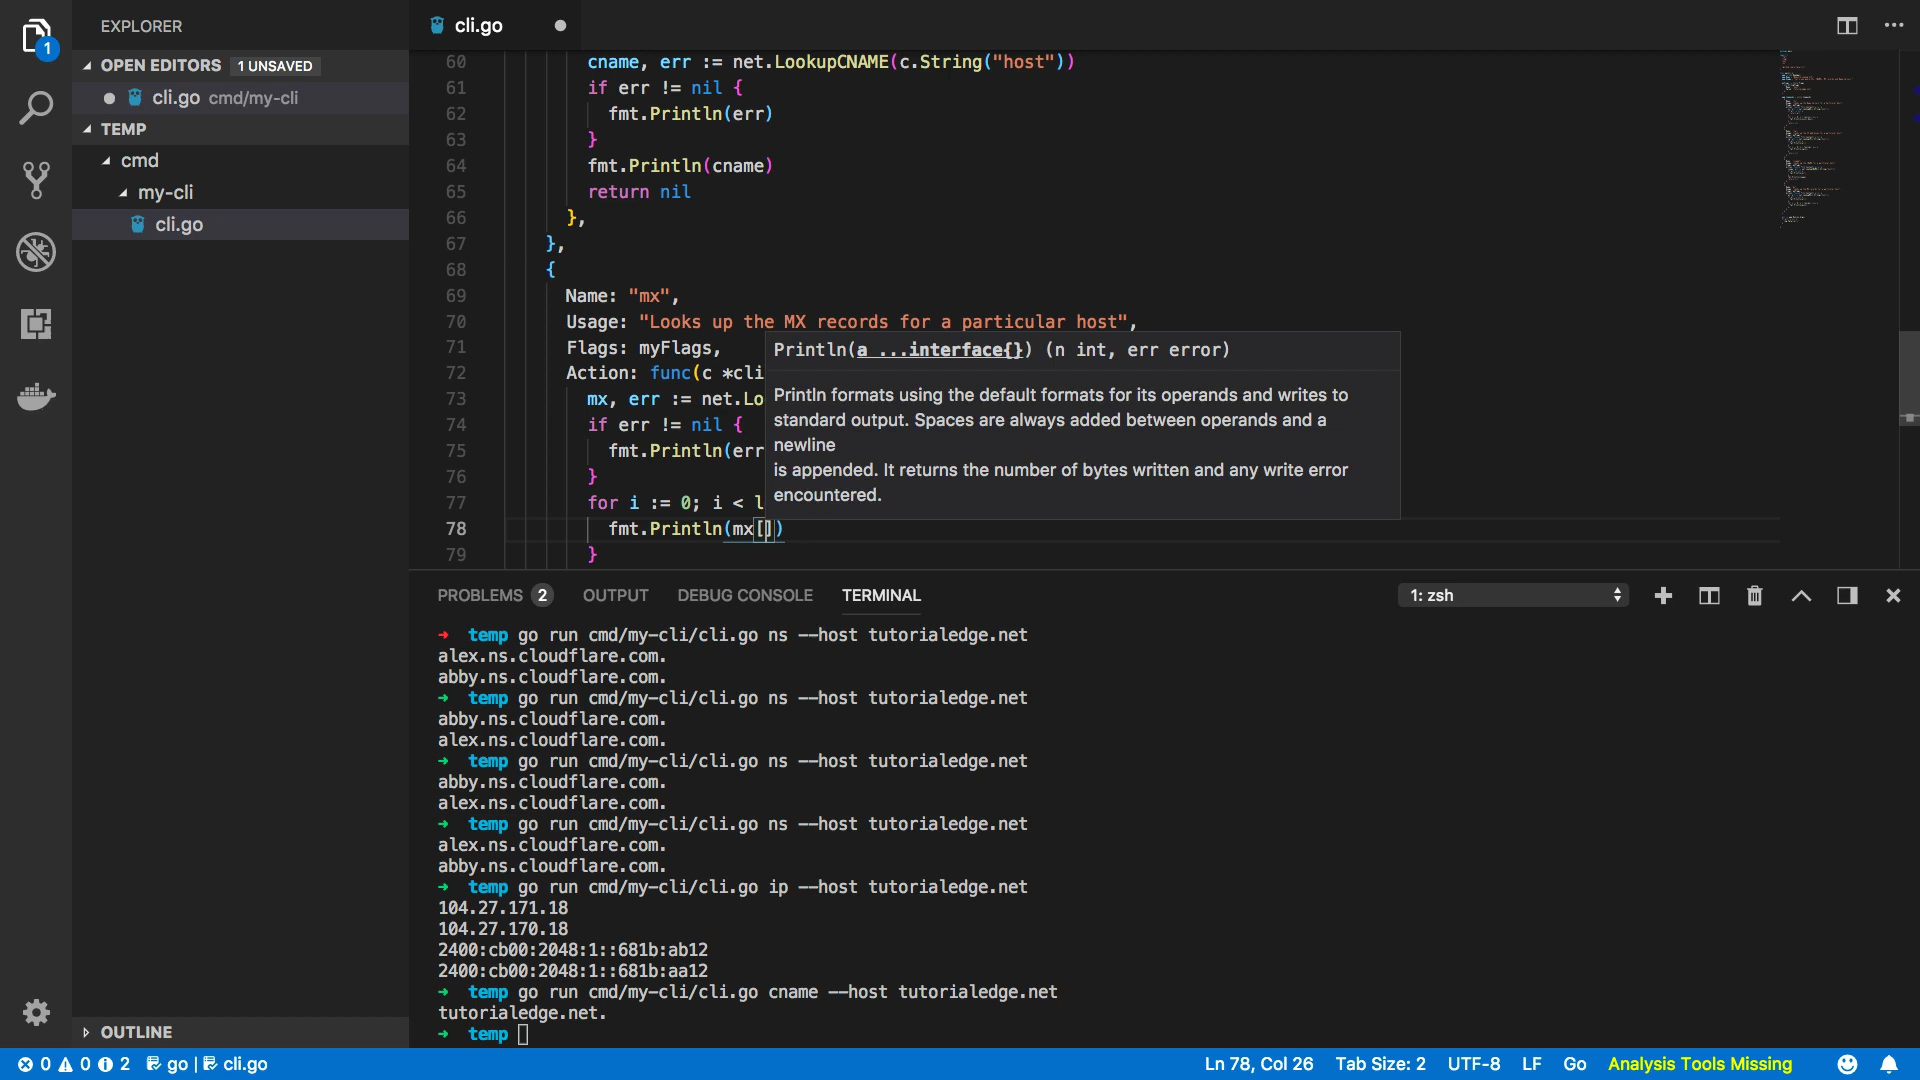 EXPLORER
1
OPEN EDITORS 1 UNSAVED
cli.go cmd/my-cli
TEMP
cmd
my-cli
cli.go
OUTLINE
cli.go
60 cname, err := net.LookupCNAME(c.String("host"))
61 if err != nil {
62 fmt.Println(err)
63 }
64 fmt.Println(cname)
65 return nil
66 },
67 },
68 {
69 Name: "mx",
70 Usage: "Looks up the MX records for a particular host",
71 Flags: myFlags,
72 Action: func(c *cli
73 mx, err := net.Lo
74 if err != nil {
75 fmt.Println(err
76 }
77 for i := 0; i < l
78 fmt.Println(mx[])
79 }
Println(a ...interface{}) (n int, err error)
Println formats using the default formats for its operands and writes to
standard output. Spaces are always added between operands and a
newline
is appended. It returns the number of bytes written and any write error
encountered.
PROBLEMS 2 OUTPUT DEBUG CONSOLE TERMINAL 1: zsh
➜ temp go run cmd/my-cli/cli.go ns --host tutorialedge.net
alex.ns.cloudflare.com.
abby.ns.cloudflare.com.
➜ temp go run cmd/my-cli/cli.go ns --host tutorialedge.net
abby.ns.cloudflare.com.
alex.ns.cloudflare.com.
➜ temp go run cmd/my-cli/cli.go ns --host tutorialedge.net
abby.ns.cloudflare.com.
alex.ns.cloudflare.com.
➜ temp go run cmd/my-cli/cli.go ns --host tutorialedge.net
alex.ns.cloudflare.com.
abby.ns.cloudflare.com.
➜ temp go run cmd/my-cli/cli.go ip --host tutorialedge.net
104.27.171.18
104.27.170.18
2400:cb00:2048:1::681b:ab12
2400:cb00:2048:1::681b:aa12
➜ temp go run cmd/my-cli/cli.go cname --host tutorialedge.net
tutorialedge.net.
➜ temp
0 0 2 go | cli.go Ln 78, Col 26 Tab Size: 2 UTF-8 LF Go Analysis Tools Missing